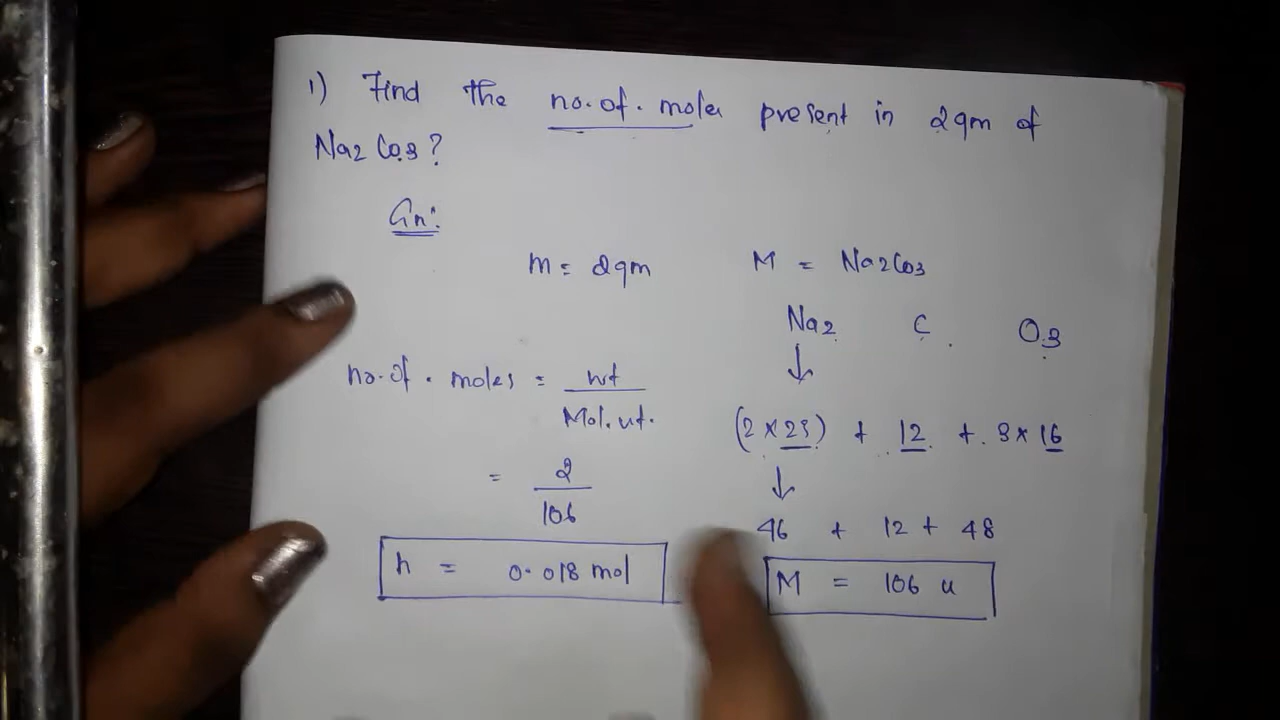 1) Find the no.of. moles present in 2gm of
Na2 Co3?
Gn:
m = 2gm
M = Na2Co3
Na2 C O3
no.of. moles = wt / Mol.wt.
(2 x 23) + 12 + 3 x 16
= 2 / 106
46 + 12 + 48
n = 0.018 mol
M = 106 u